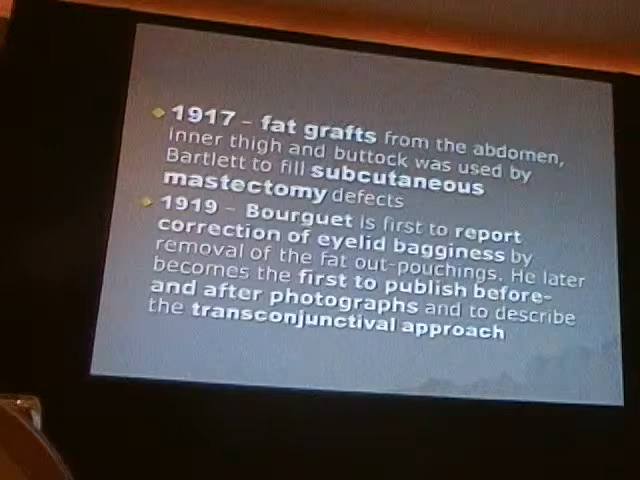 1917 – fat grafts from the abdomen,
inner thigh and buttock was used by
Bartlett to fill subcutaneous
mastectomy defects
1919 – Bourguet is first to report
correction of eyelid bagginess by
removal of the fat out-pouchings. He later
becomes the first to publish before-
and after photographs and to describe
the transconjunctival approach